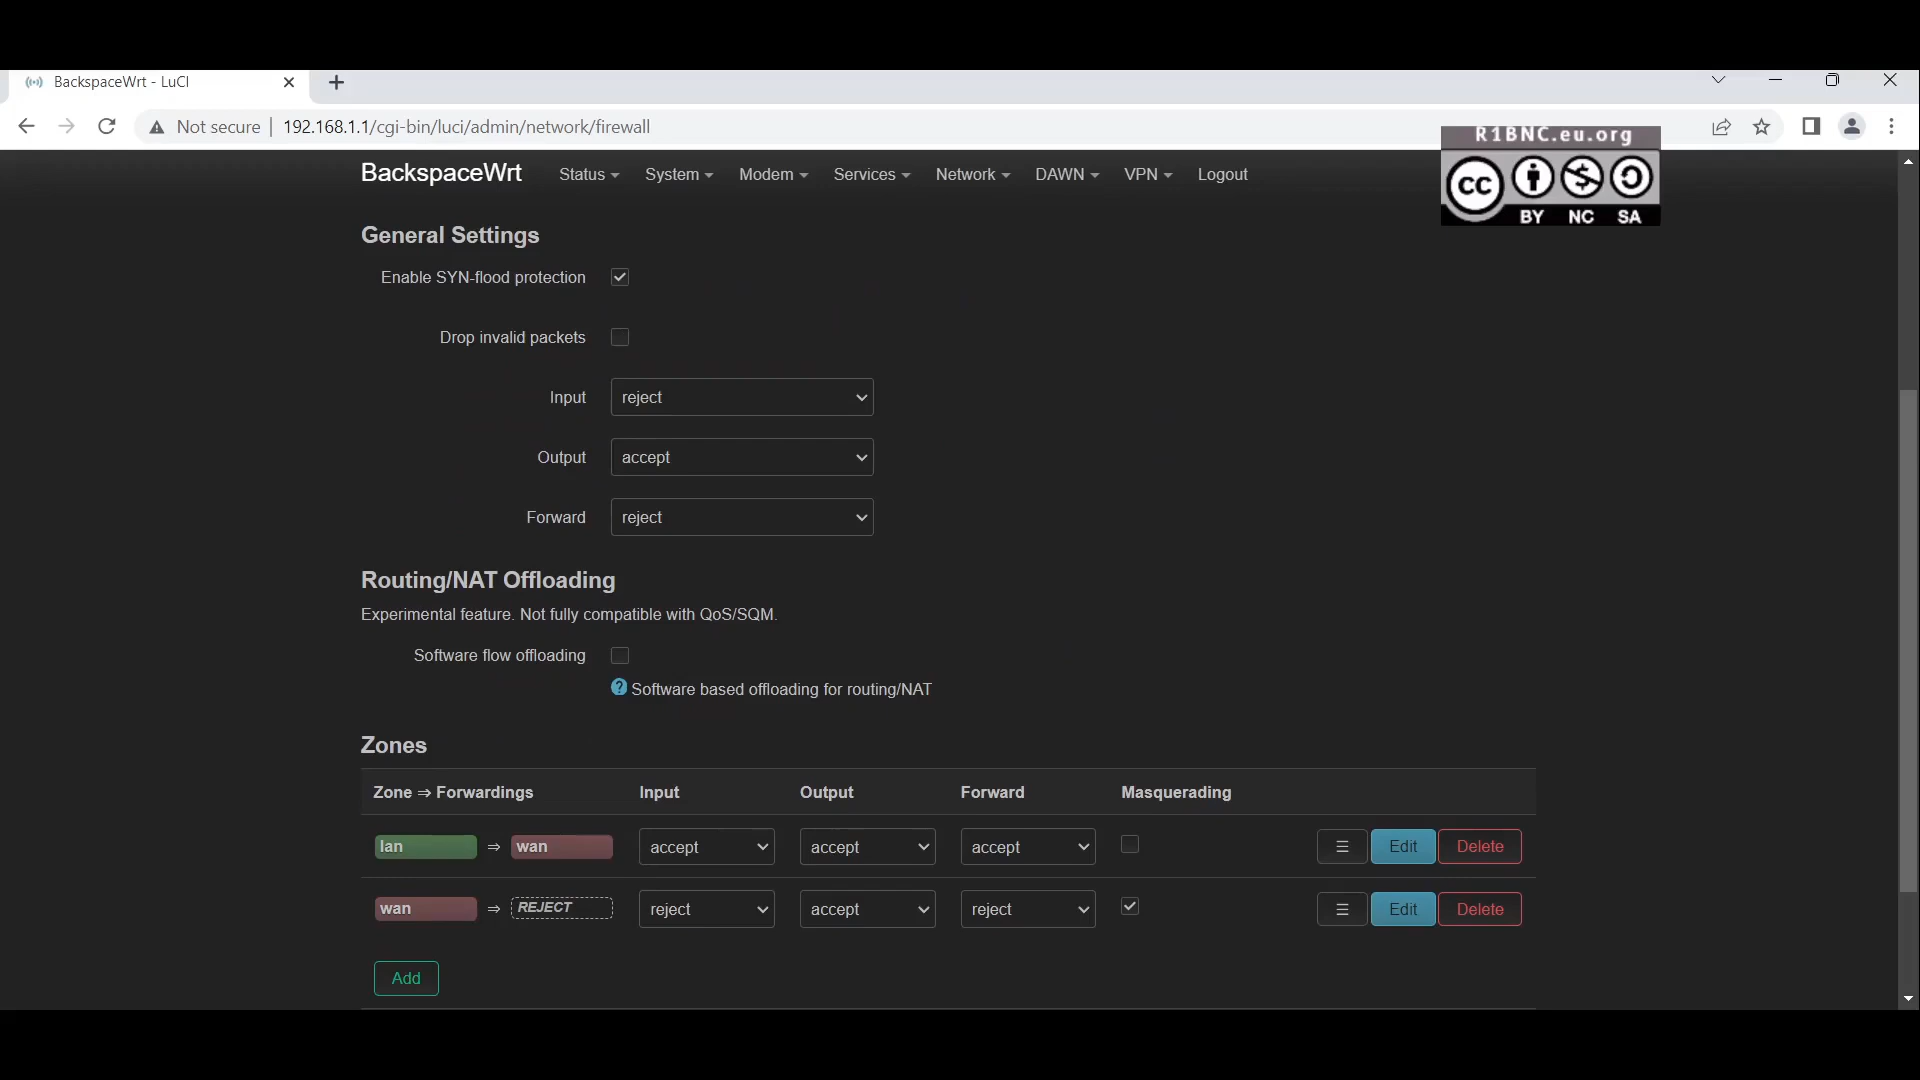 BackspaceWrt - LuCI
Not secure | 192.168.1.1/cgi-bin/luci/admin/network/firewall
R1BNC.eu.org
cc
BY NC SA
BackspaceWrt Status System Modem Services Network DAWN VPN Logout
General Settings
Enable SYN-flood protection
Drop invalid packets
Input reject
Output accept
Forward reject
Routing/NAT Offloading
Experimental feature. Not fully compatible with QoS/SQM.
Software flow offloading
? Software based offloading for routing/NAT
Zones
Zone ⇒ Forwardings Input Output Forward Masquerading
lan ⇒ wan accept accept accept ☰ Edit Delete
wan ⇒ REJECT reject accept reject ☰ Edit Delete
Add